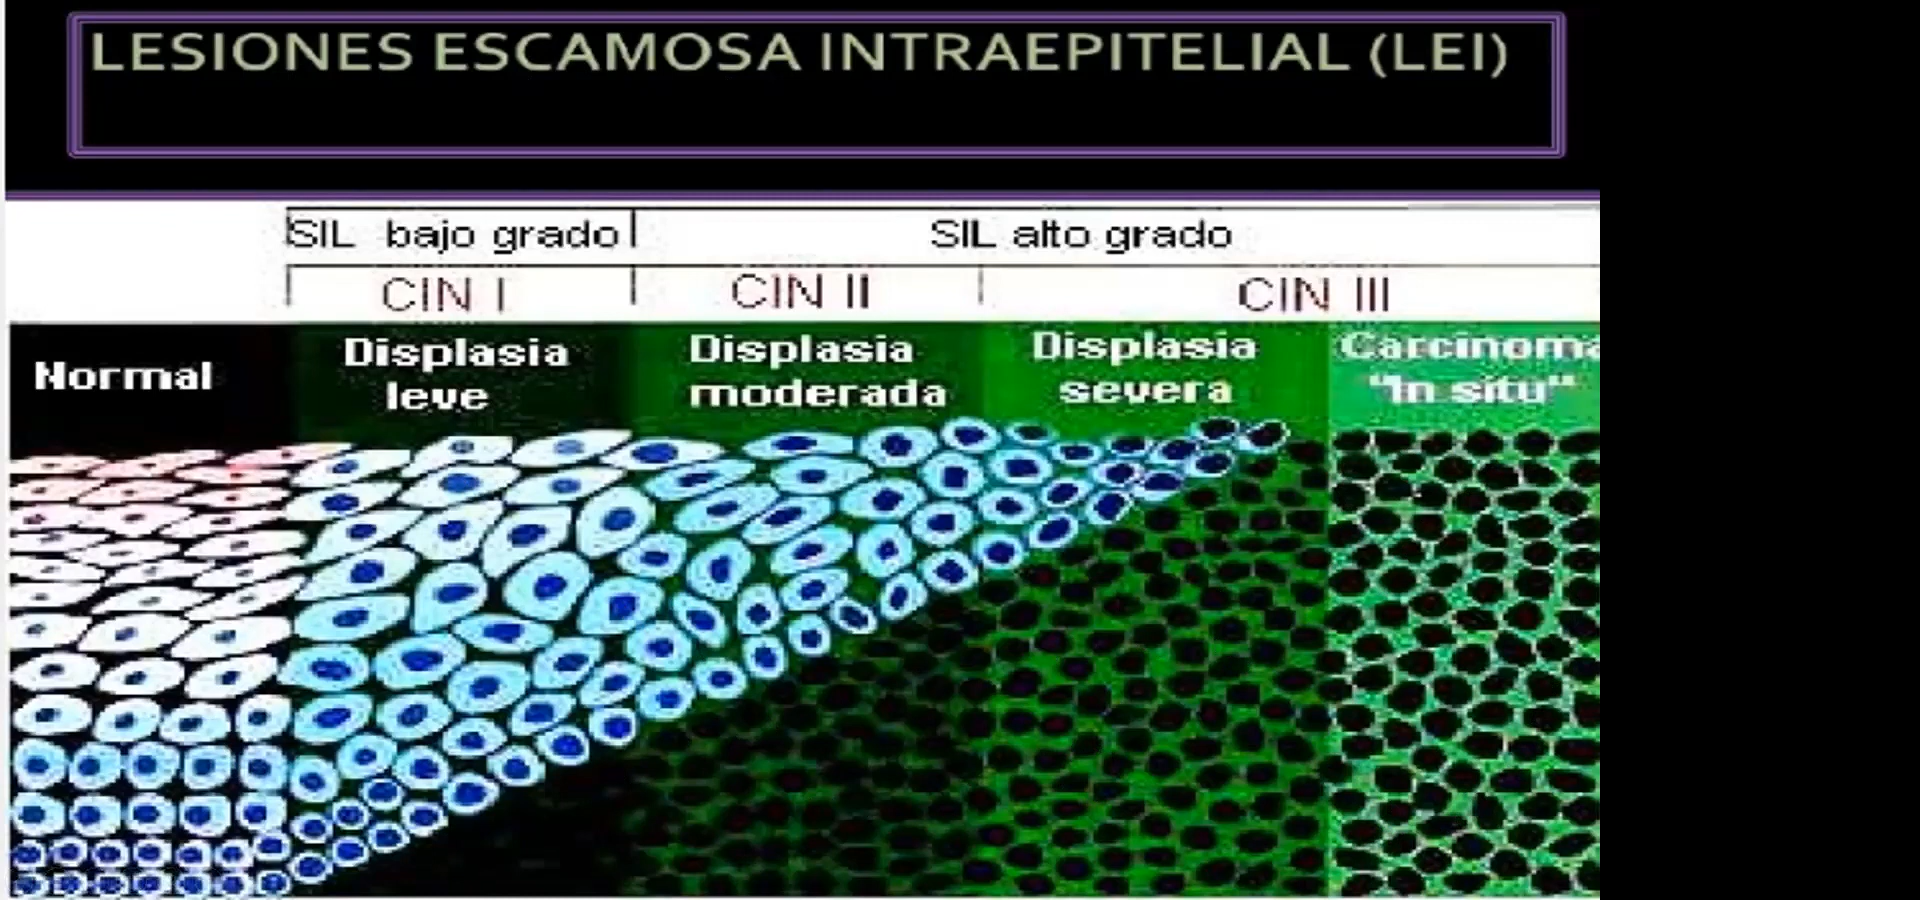 LESIONES ESCAMOSA INTRAEPITELIAL (LEI)
SIL bajo grado
SIL alto grado
CIN I
CIN II
CIN III
Normal
Displasia
leve
Displasia
moderada
Displasia
severa
Carcinoma
"In situ"